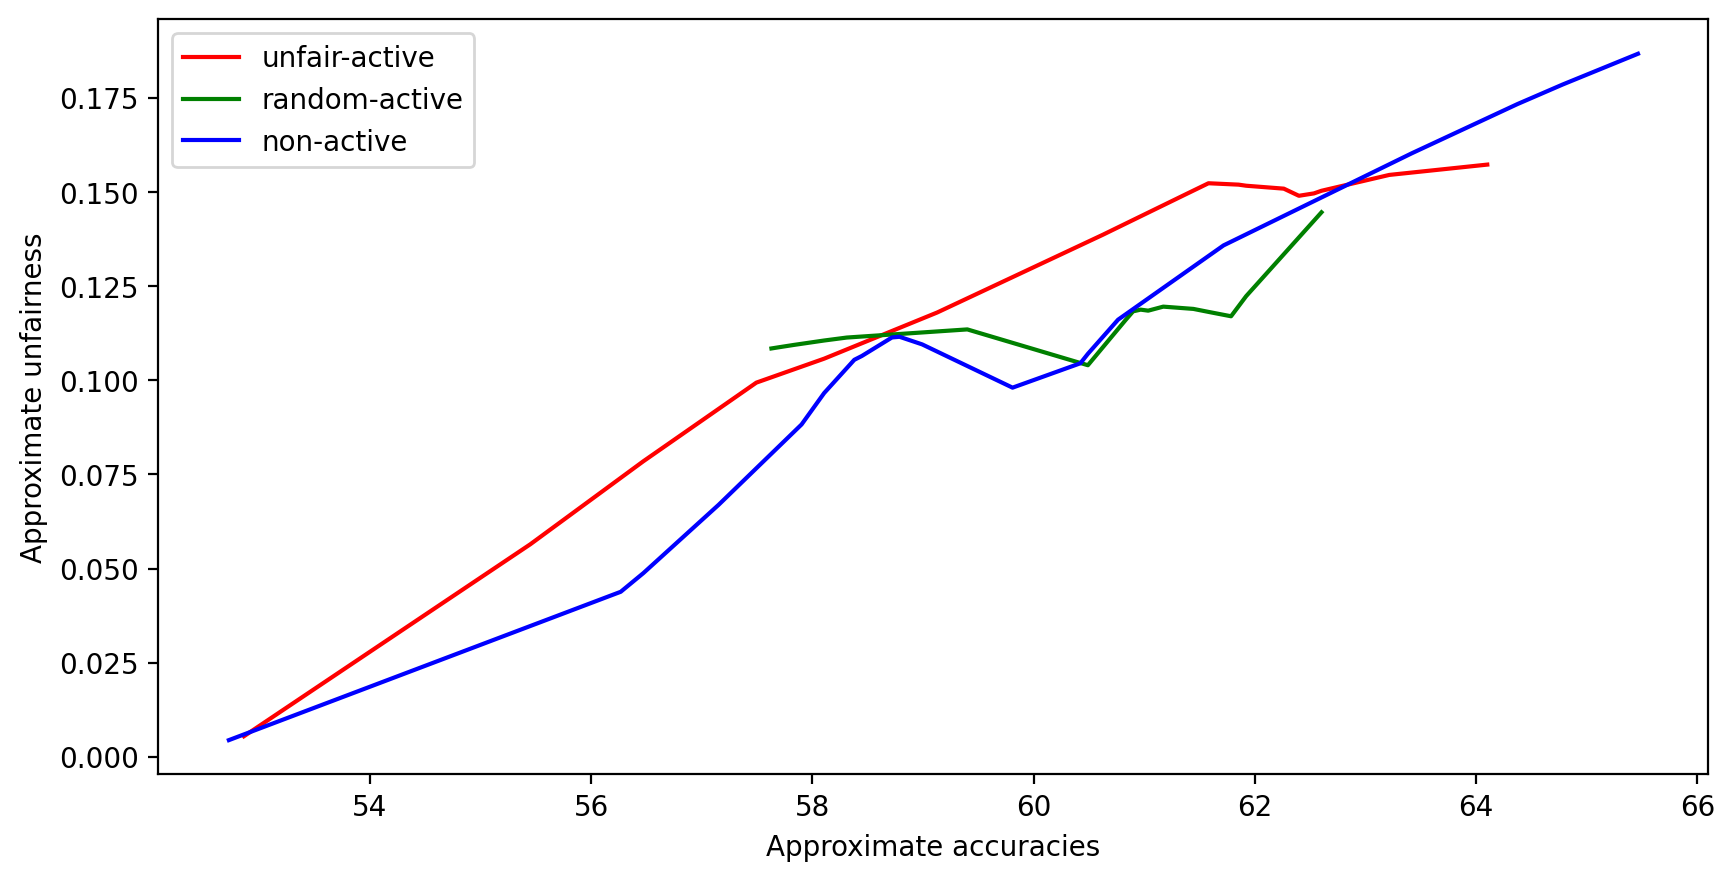 unfair-active
random-active
non-active
0.175
0.150
0.125
0.100
0.075
0.050
0.025
0.000
Approximate unfairness
54 56 58 60 62 64 66
Approximate accuracies